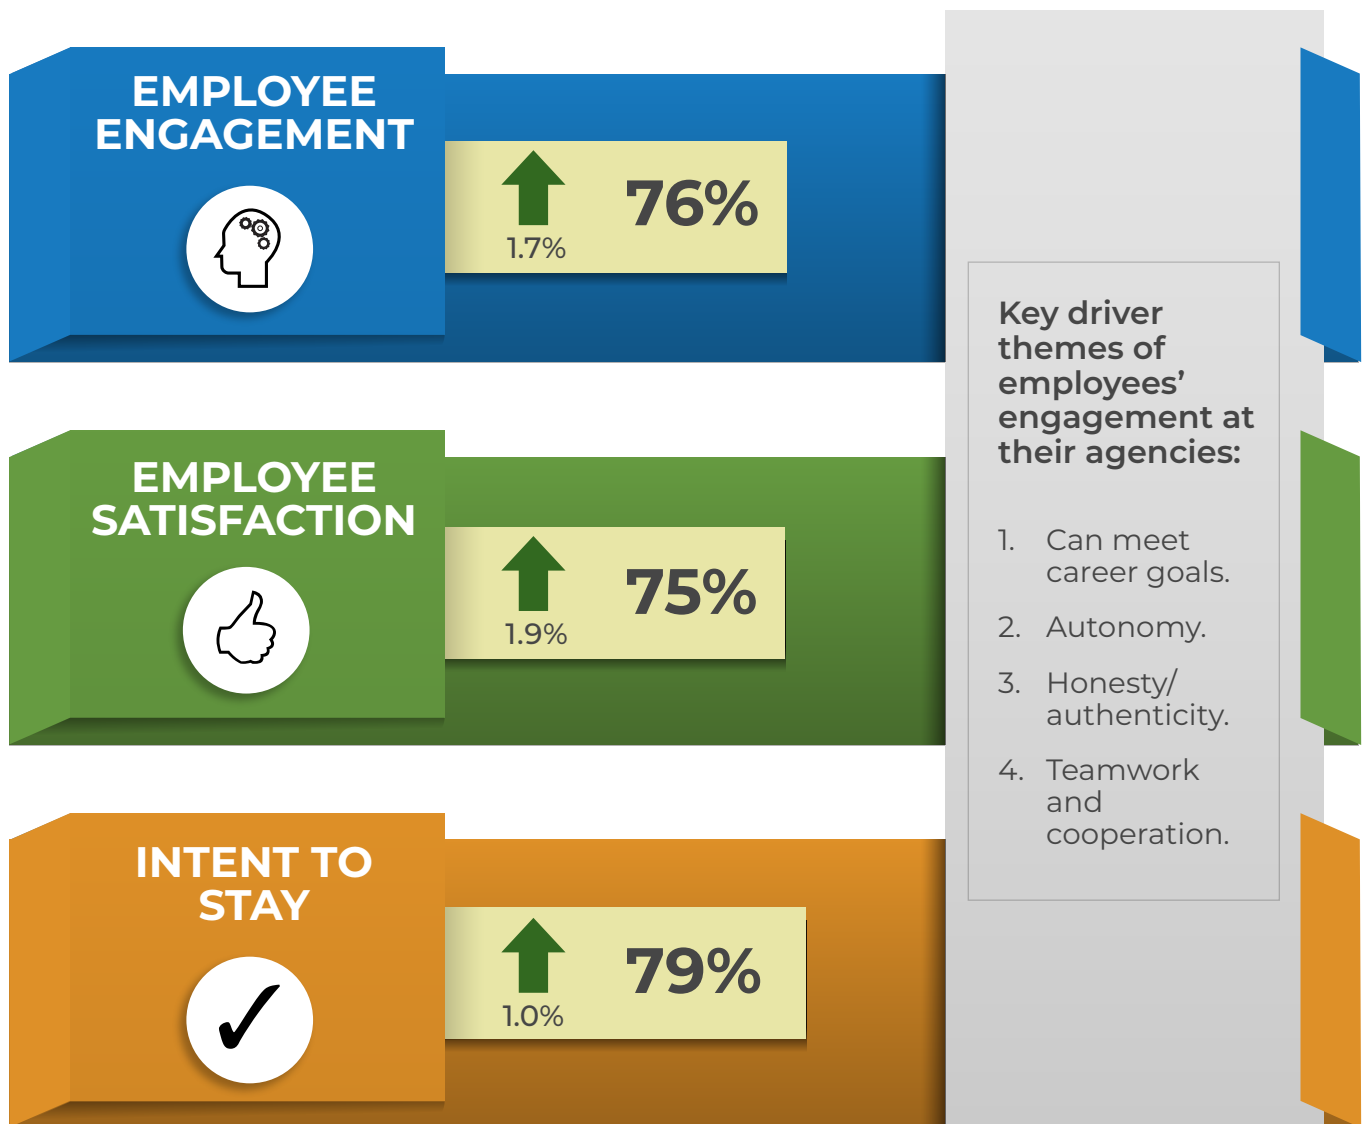 EMPLOYEE
ENGAGEMENT
76%
1.7%
EMPLOYEE
SATISFACTION
75%
1.9%
INTENT TO
STAY
79%
1.0%
Key driver
themes of
employees’
engagement at
their agencies:
1. Can meet
career goals.
2. Autonomy.
3. Honesty/
authenticity.
4. Teamwork
and
cooperation.